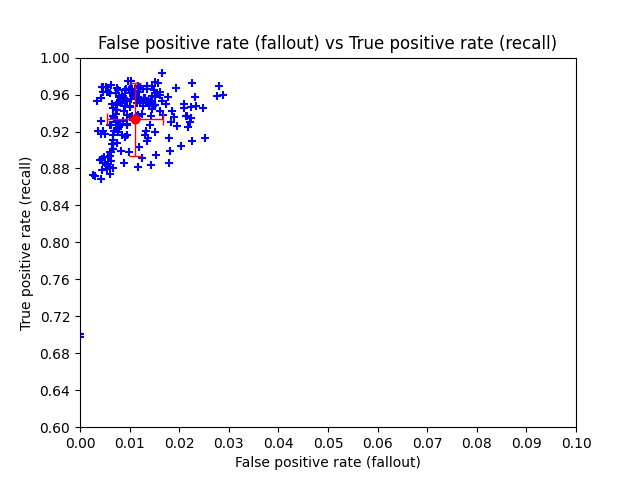 False positive rate (fallout) vs True positive rate (recall)
1.00
0.96
0.92
0.88
0.84
0.80
0.76
0.72
0.68
0.64
0.60
True positive rate (recall)
0.00 0.01 0.02 0.03 0.04 0.05 0.06 0.07 0.08 0.09 0.10
False positive rate (fallout)